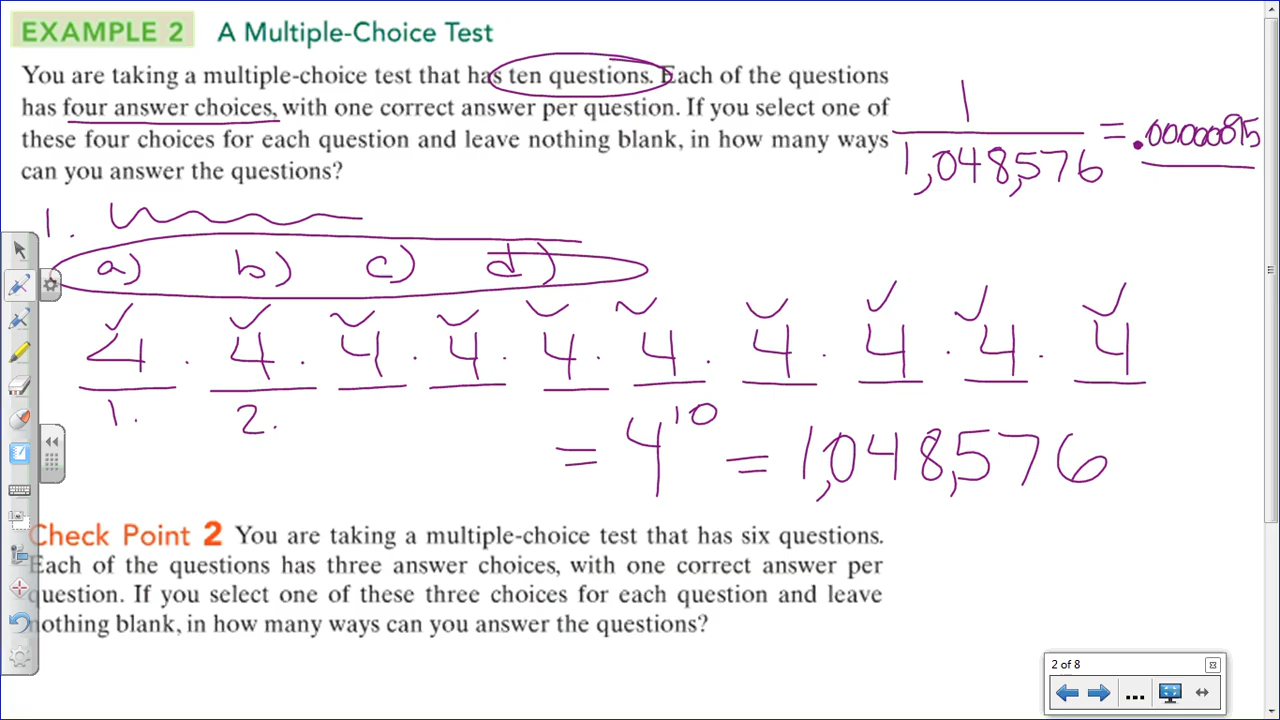 EXAMPLE 2 A Multiple-Choice Test
You are taking a multiple-choice test that has ten questions. Each of the questions
has four answer choices, with one correct answer per question. If you select one of
these four choices for each question and leave nothing blank, in how many ways
can you answer the questions?
1
1,048,576 = .00000095
1.
a) b) c) d)
4 · 4 · 4 · 4 · 4 · 4 · 4 · 4 · 4 · 4
1. 2.
= 4^10 = 1,048,576
Check Point 2 You are taking a multiple-choice test that has six questions.
Each of the questions has three answer choices, with one correct answer per
question. If you select one of these three choices for each question and leave
nothing blank, in how many ways can you answer the questions?
2 of 8